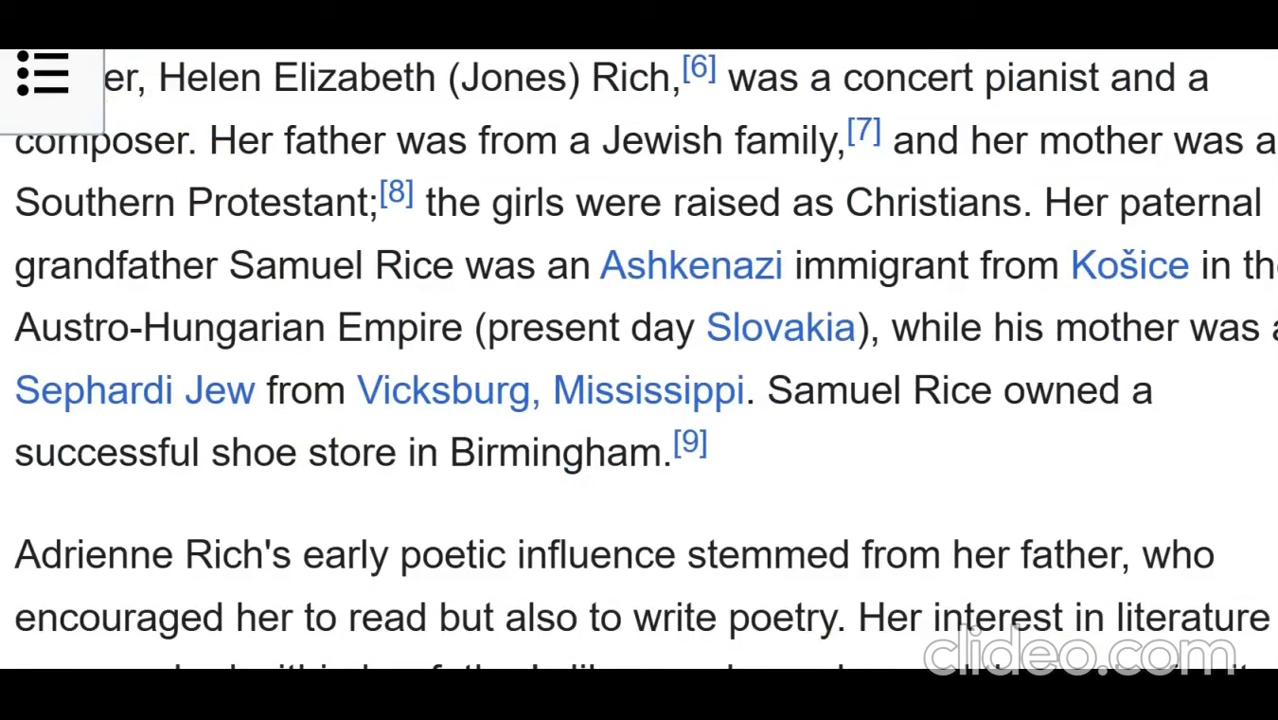 er, Helen Elizabeth (Jones) Rich,[6] was a concert pianist and a
composer. Her father was from a Jewish family,[7] and her mother was a
Southern Protestant;[8] the girls were raised as Christians. Her paternal
grandfather Samuel Rice was an Ashkenazi immigrant from Košice in the
Austro-Hungarian Empire (present day Slovakia), while his mother was a
Sephardi Jew from Vicksburg, Mississippi. Samuel Rice owned a
successful shoe store in Birmingham.[9]
Adrienne Rich's early poetic influence stemmed from her father, who
encouraged her to read but also to write poetry. Her interest in literature
clideo.com